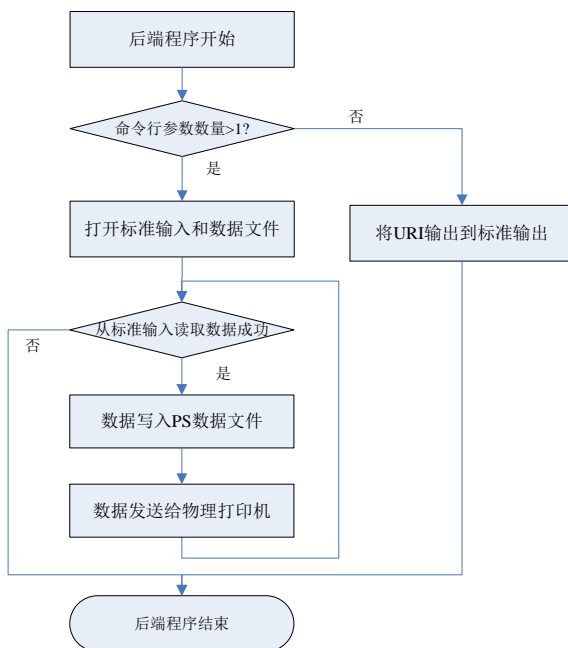 后端程序开始
命令行参数数量>1?
否
是
打开标准输入和数据文件
将URI输出到标准输出
从标准输入读取数据成功
否
是
数据写入PS数据文件
数据发送给物理打印机
后端程序结束